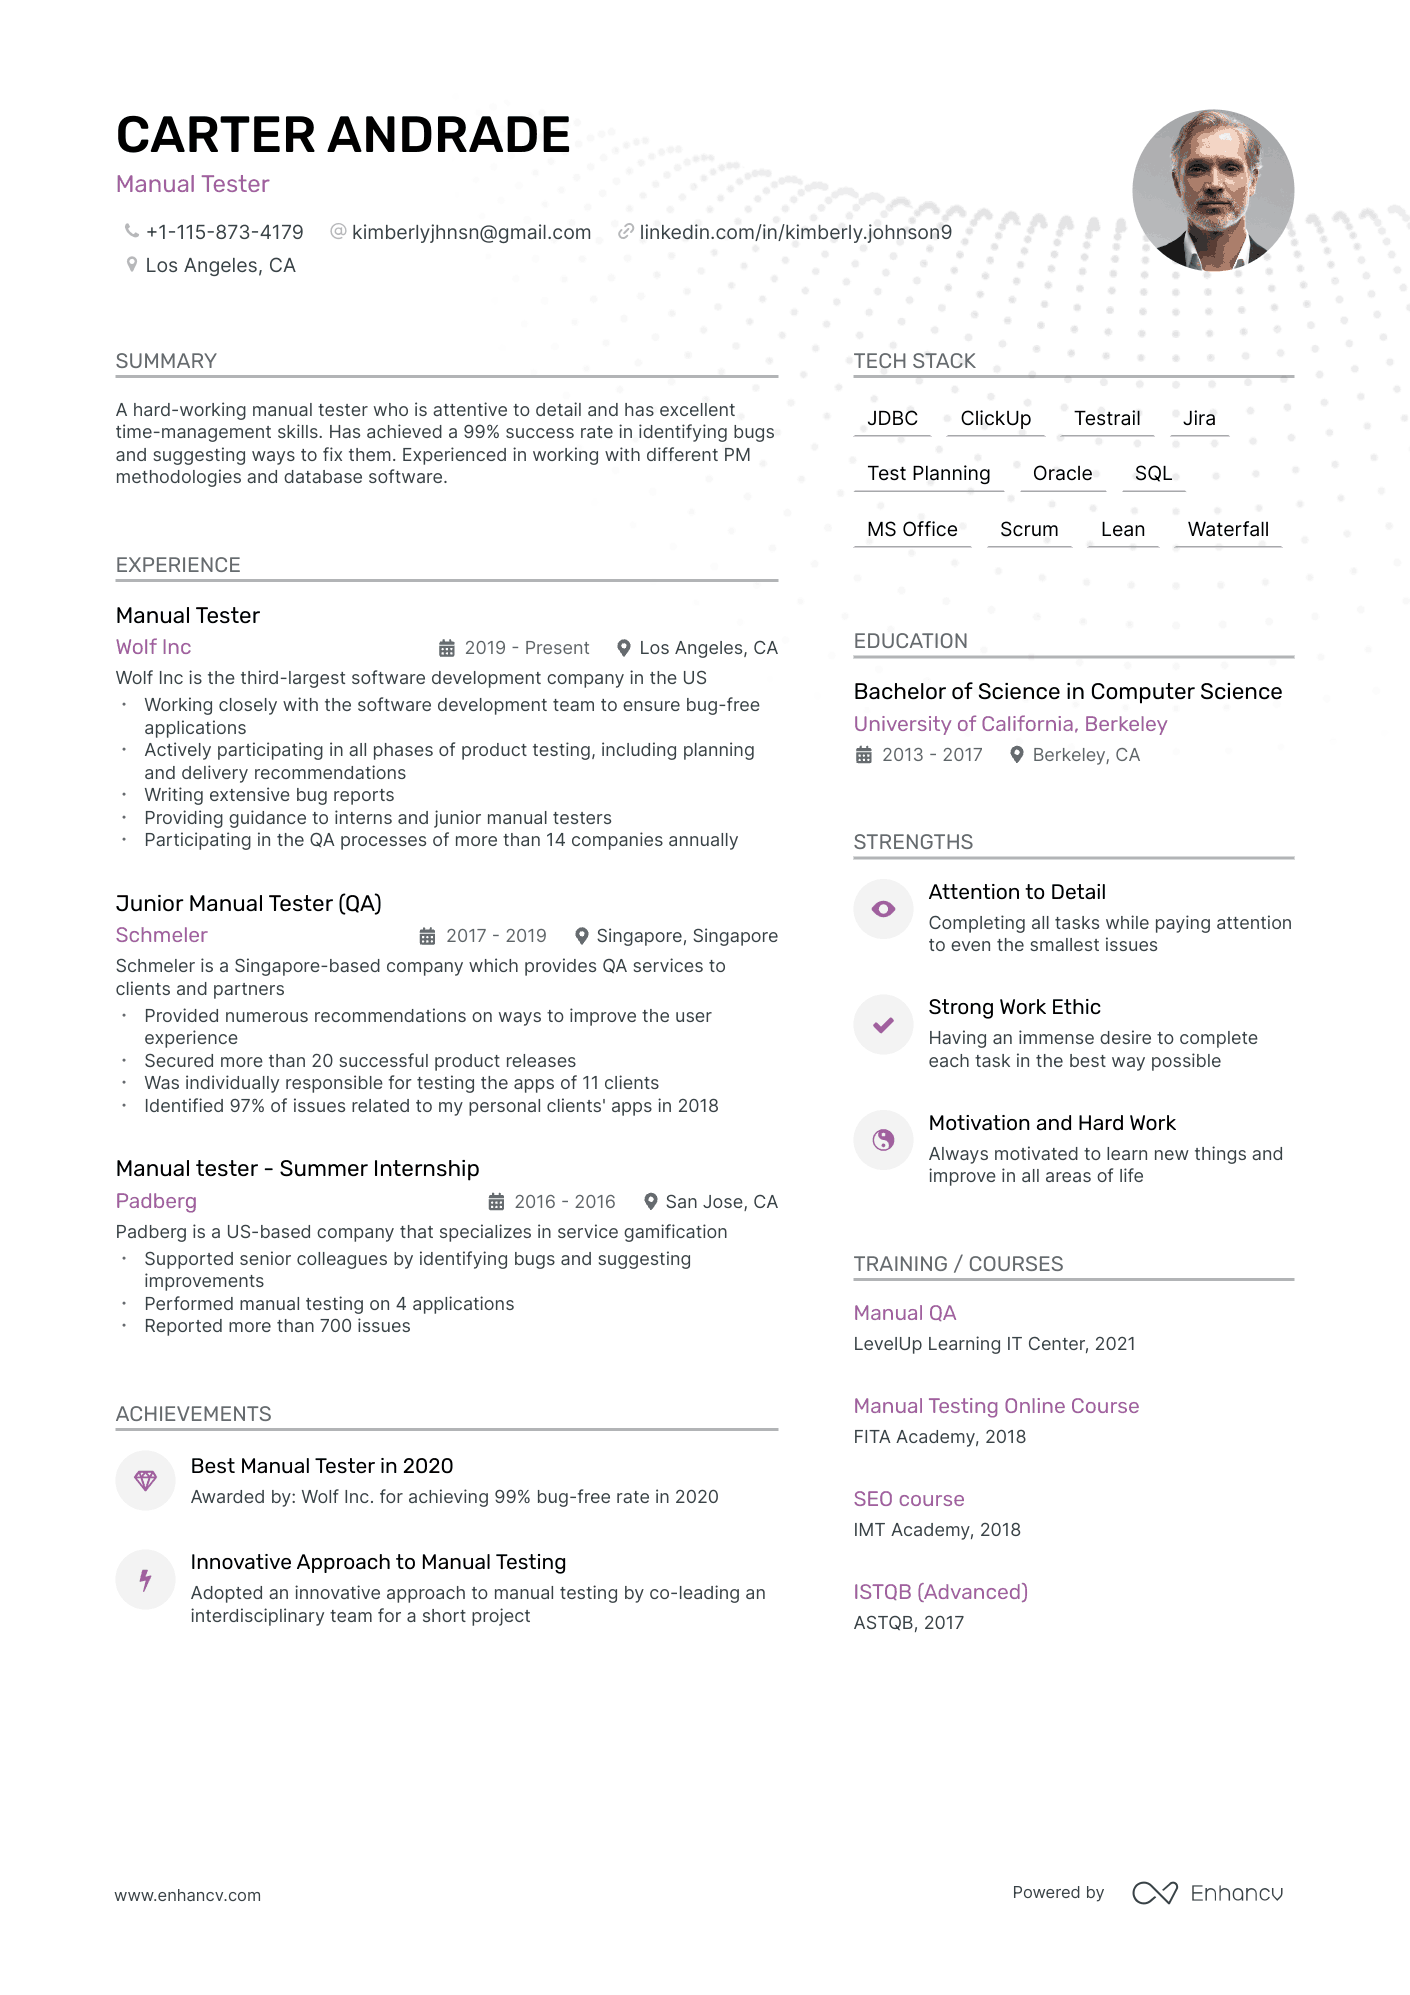 CARTER ANDRADE
Manual Tester
+1-115-873-4179 kimberlyjhnsn@gmail.com linkedin.com/in/kimberly.johnson9
Los Angeles, CA
SUMMARY
A hard-working manual tester who is attentive to detail and has excellent
time-management skills. Has achieved a 99% success rate in identifying bugs
and suggesting ways to fix them. Experienced in working with different PM
methodologies and database software.
EXPERIENCE
Manual Tester
Wolf Inc 2019 - Present Los Angeles, CA
Wolf Inc is the third-largest software development company in the US
· Working closely with the software development team to ensure bug-free
applications
· Actively participating in all phases of product testing, including planning
and delivery recommendations
· Writing extensive bug reports
· Providing guidance to interns and junior manual testers
· Participating in the QA processes of more than 14 companies annually
Junior Manual Tester (QA)
Schmeler 2017 - 2019 Singapore, Singapore
Schmeler is a Singapore-based company which provides QA services to
clients and partners
· Provided numerous recommendations on ways to improve the user
experience
· Secured more than 20 successful product releases
· Was individually responsible for testing the apps of 11 clients
· Identified 97% of issues related to my personal clients' apps in 2018
Manual tester - Summer Internship
Padberg 2016 - 2016 San Jose, CA
Padberg is a US-based company that specializes in service gamification
· Supported senior colleagues by identifying bugs and suggesting
improvements
· Performed manual testing on 4 applications
· Reported more than 700 issues
ACHIEVEMENTS
Best Manual Tester in 2020
Awarded by: Wolf Inc. for achieving 99% bug-free rate in 2020
Innovative Approach to Manual Testing
Adopted an innovative approach to manual testing by co-leading an
interdisciplinary team for a short project
TECH STACK
JDBC ClickUp Testrail Jira
Test Planning Oracle SQL
MS Office Scrum Lean Waterfall
EDUCATION
Bachelor of Science in Computer Science
University of California, Berkeley
2013 - 2017 Berkeley, CA
STRENGTHS
Attention to Detail
Completing all tasks while paying attention
to even the smallest issues
Strong Work Ethic
Having an immense desire to complete
each task in the best way possible
Motivation and Hard Work
Always motivated to learn new things and
improve in all areas of life
TRAINING / COURSES
Manual QA
LevelUp Learning IT Center, 2021
Manual Testing Online Course
FITA Academy, 2018
SEO course
IMT Academy, 2018
ISTQB (Advanced)
ASTQB, 2017
www.enhancv.com
Powered by Enhancv